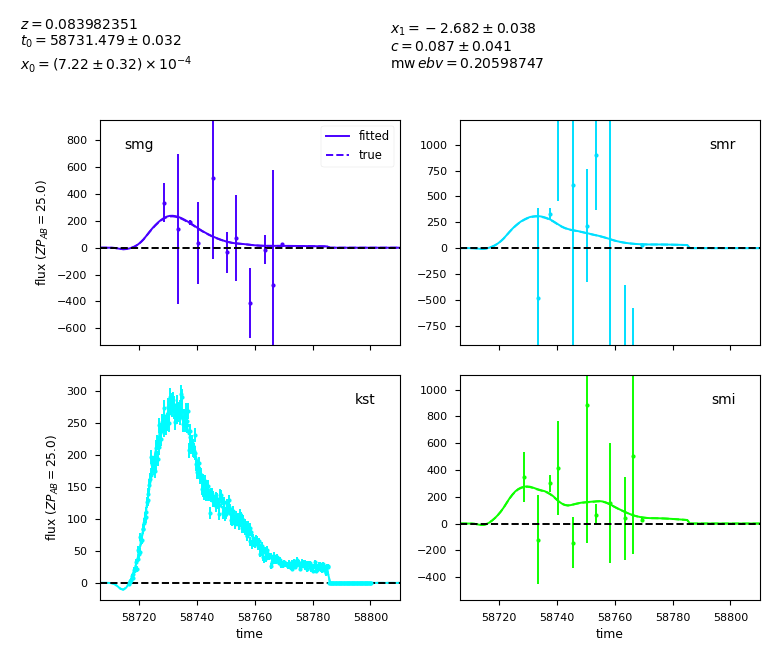 z = 0.083982351
t₀ = 58731.479 ± 0.032
x₀ = (7.22 ± 0.32) × 10⁻⁴
x₁ = −2.682 ± 0.038
c = 0.087 ± 0.041
mw ebv = 0.20598747
smg
fitted
true
800
600
400
200
0
−200
−400
−600
flux (ZP_AB = 25.0)
smr
1000
750
500
250
0
−250
−500
−750
kst
300
250
200
150
100
50
0
flux (ZP_AB = 25.0)
58720 58740 58760 58780 58800
time
smi
1000
800
600
400
200
0
−200
−400
58720 58740 58760 58780 58800
time